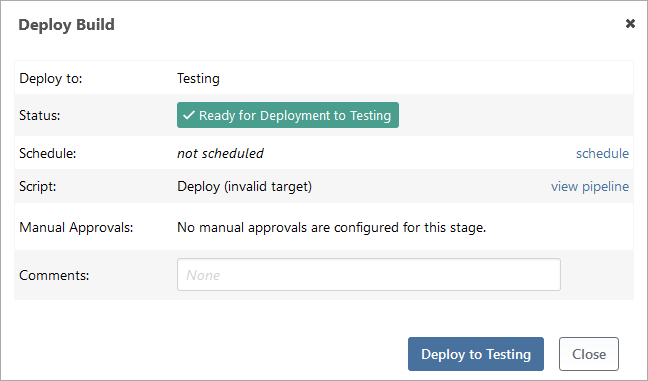 Deploy Build
Deploy to: Testing
Status: Ready for Deployment to Testing
Schedule: not scheduled schedule
Script: Deploy (invalid target) view pipeline
Manual Approvals: No manual approvals are configured for this stage.
Comments: None
Deploy to Testing Close